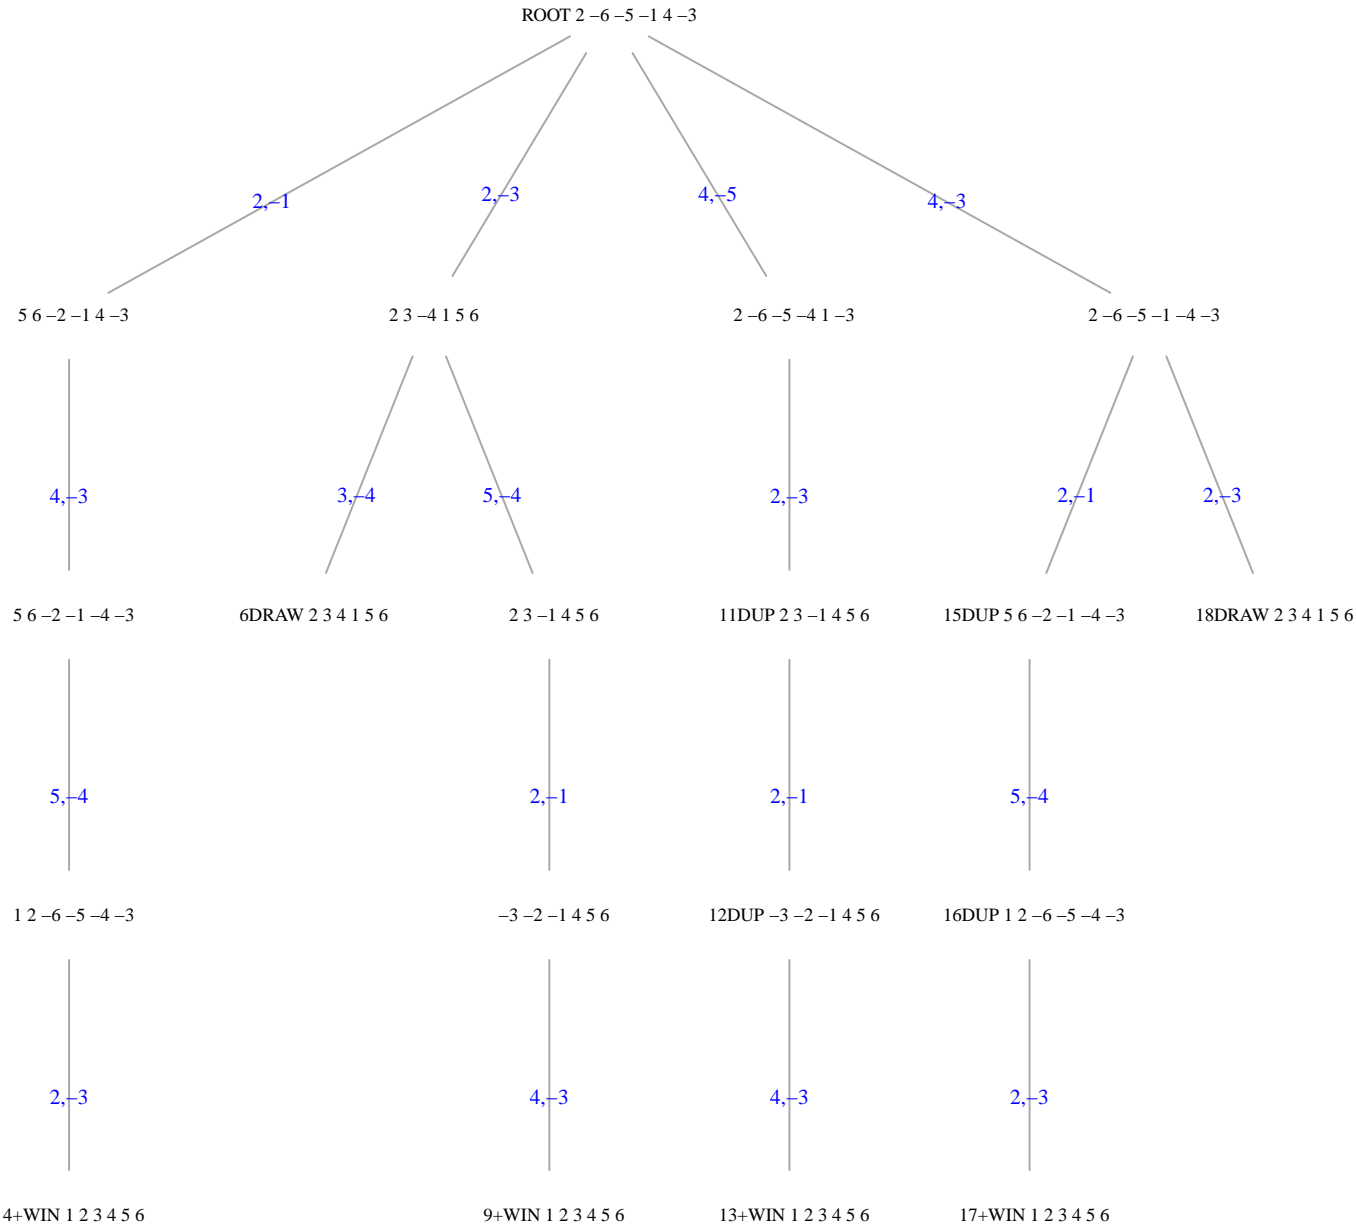 ROOT 2 –6 –5 –1 4 –3
2,–1
2,–3
4,–5
4,–3
5 6 –2 –1 4 –3
2 3 –4 1 5 6
2 –6 –5 –4 1 –3
2 –6 –5 –1 –4 –3
4,–3
3,–4
5,–4
2,–3
2,–1
2,–3
5 6 –2 –1 –4 –3
6DRAW 2 3 4 1 5 6
2 3 –1 4 5 6
11DUP 2 3 –1 4 5 6
15DUP 5 6 –2 –1 –4 –3
18DRAW 2 3 4 1 5 6
5,–4
2,–1
2,–1
5,–4
1 2 –6 –5 –4 –3
–3 –2 –1 4 5 6
12DUP –3 –2 –1 4 5 6
16DUP 1 2 –6 –5 –4 –3
2,–3
4,–3
4,–3
2,–3
4+WIN 1 2 3 4 5 6
9+WIN 1 2 3 4 5 6
13+WIN 1 2 3 4 5 6
17+WIN 1 2 3 4 5 6